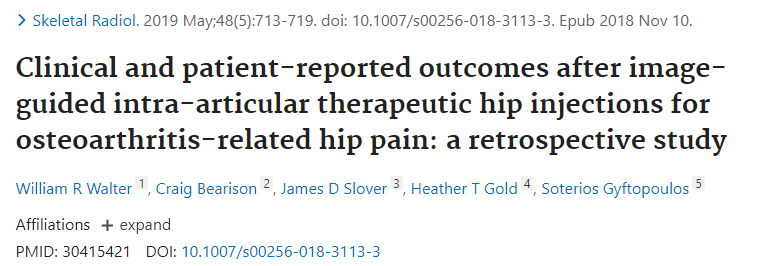 Skeletal Radiol. 2019 May;48(5):713-719. doi: 10.1007/s00256-018-3113-3. Epub 2018 Nov 10.
Clinical and patient-reported outcomes after image-
guided intra-articular therapeutic hip injections for
osteoarthritis-related hip pain: a retrospective study
William R Walter 1, Craig Bearison 2, James D Slover 3, Heather T Gold 4, Soterios Gyftopoulos 5
Affiliations + expand
PMID: 30415421 DOI: 10.1007/s00256-018-3113-3